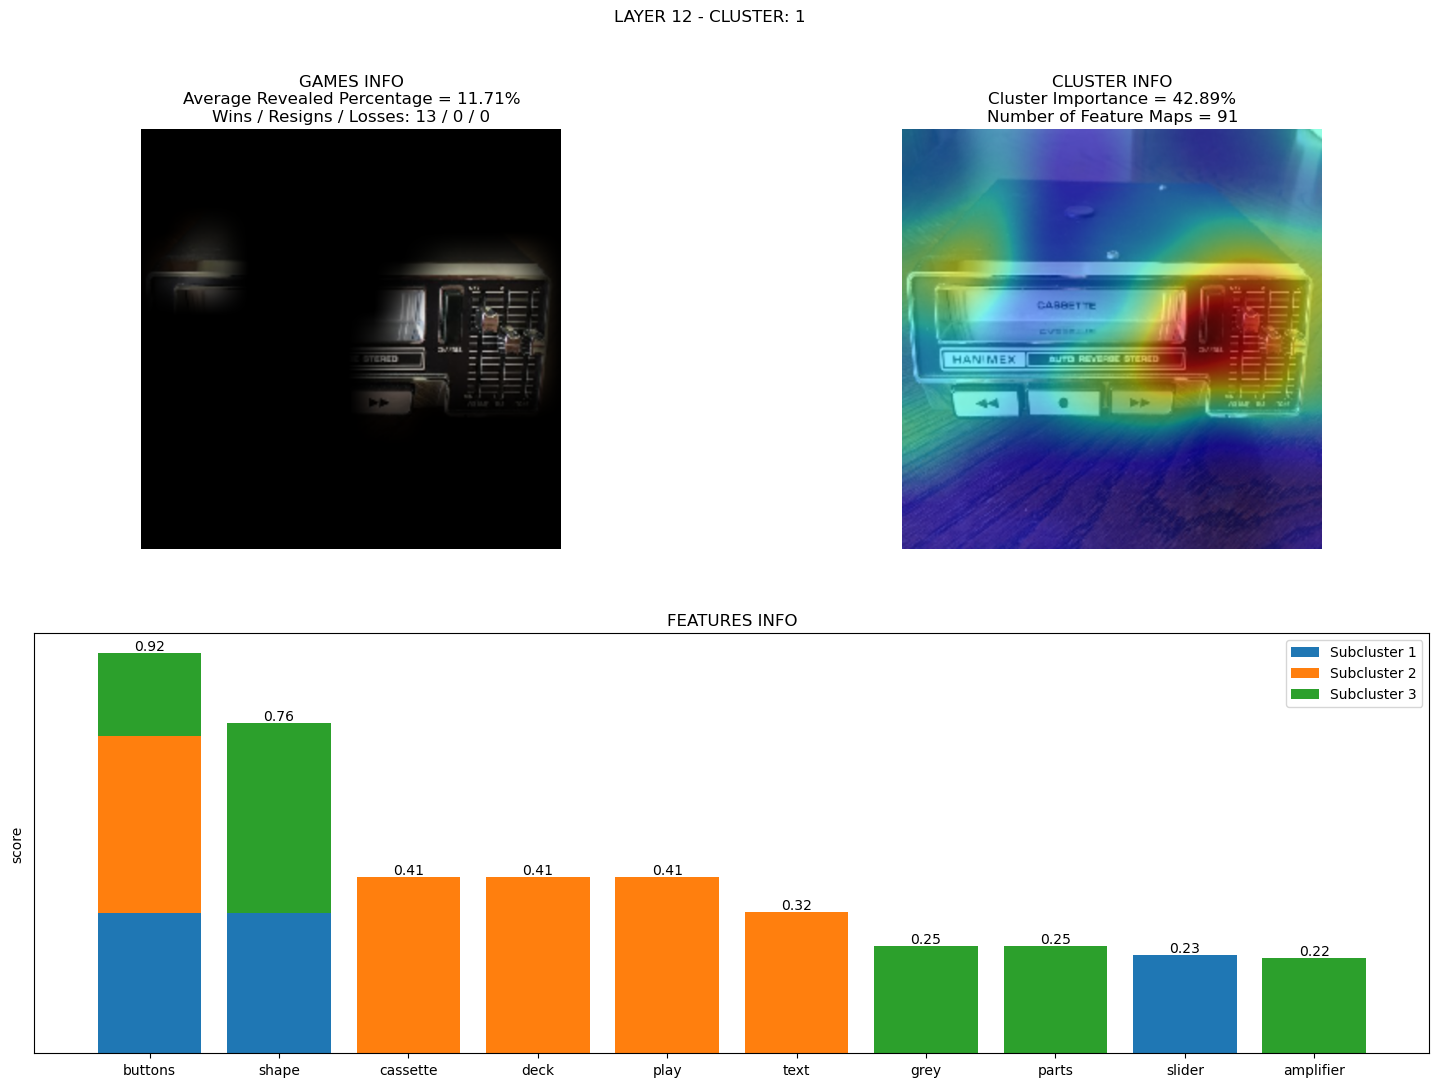 LAYER 12 - CLUSTER: 1
GAMES INFO
Average Revealed Percentage = 11.71%
Wins / Resigns / Losses: 13 / 0 / 0
CLUSTER INFO
Cluster Importance = 42.89%
Number of Feature Maps = 91
STEREO
CASSETTE
HANIMEX
AUTO REVERSE STEREO
FEATURES INFO
score
0.92
0.76
0.41
0.41
0.41
0.32
0.25
0.25
0.23
0.22
Subcluster 1
Subcluster 2
Subcluster 3
buttons
shape
cassette
deck
play
text
grey
parts
slider
amplifier